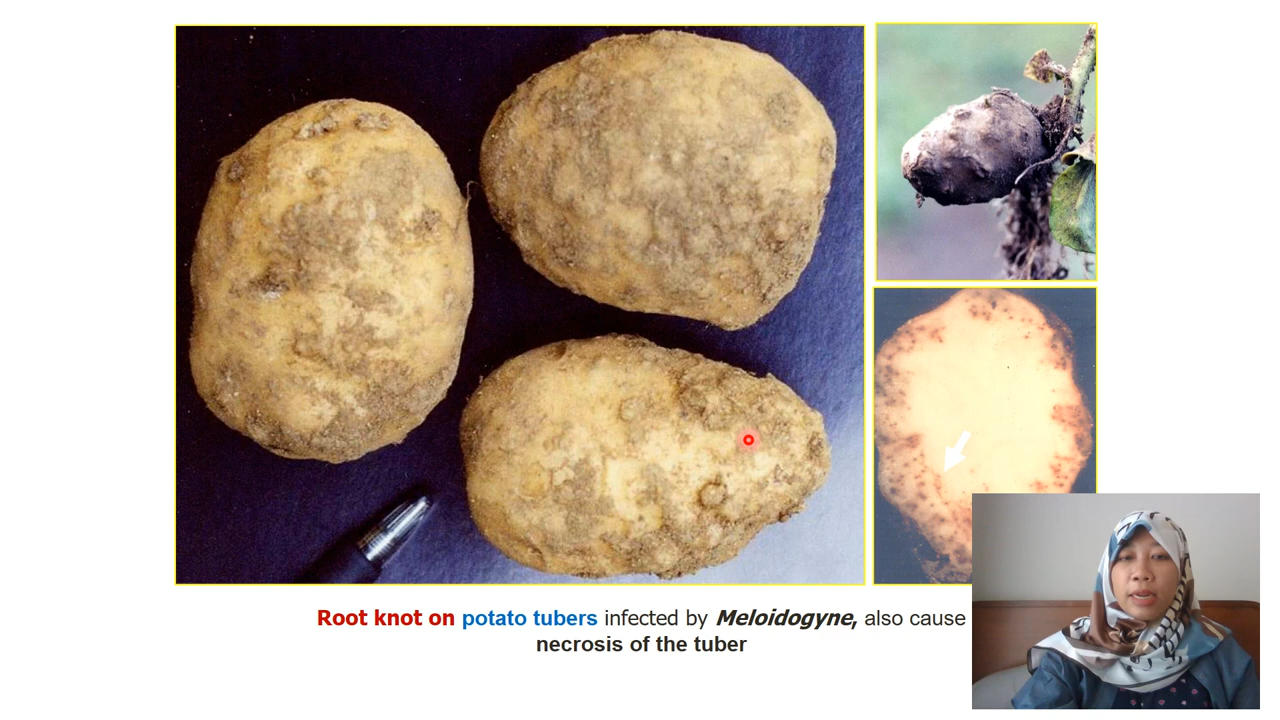 Root knot on potato tubers infected by Meloidogyne, also cause
necrosis of the tuber